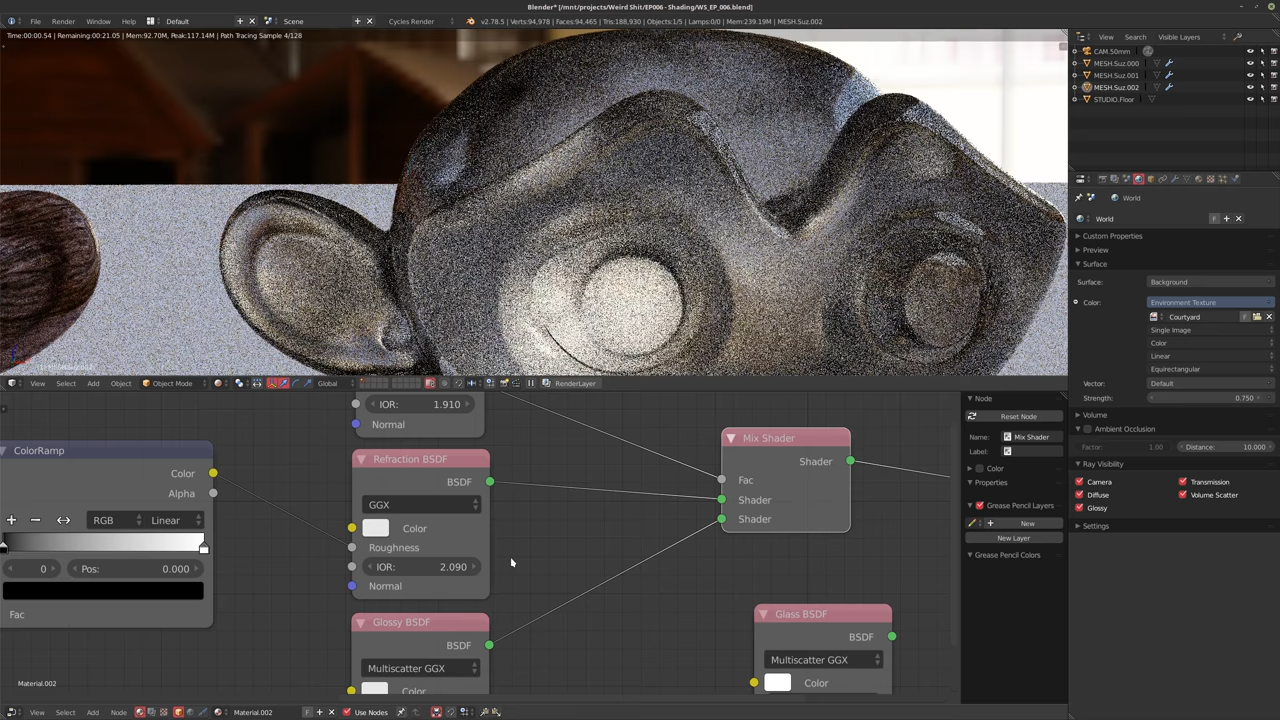 Blender* [/mnt/projects/Weird Shit/EP006 - Shading/WS_EP_006.blend]
File Render Window Help Default Scene Cycles Render v2.78.5 | Verts:94,978 | Faces:94,465 | Tris:188,930 | Objects:1/5 | Lamps:0/0 | Mem:239.19M | MESH.Suz.002
Time:00:00.54 | Remaining:00:21.05 | Mem:92.70M, Peak:117.14M | Path Tracing Sample 4/128
View Search Visible Layers
CAM.50mm
MESH.Suz.000
MESH.Suz.001
MESH.Suz.002
STUDIO.Floor
World
World F
Custom Properties
Preview
Surface
Surface: Background
Color: Environment Texture
Courtyard F
Single Image
Color
Linear
Equirectangular
Vector: Default
Strength: 0.750
Volume
Ambient Occlusion
Factor: 1.00 Distance: 10.000
Ray Visibility
Camera Transmission
Diffuse Volume Scatter
Glossy
Settings
View Select Add Object Object Mode Global RenderLayer
IOR: 1.910
Normal
ColorRamp
Color
Alpha
RGB Linear
0 Pos: 0.000
Fac
Refraction BSDF
BSDF
GGX
Color
Roughness
IOR: 2.090
Normal
Glossy BSDF
BSDF
Multiscatter GGX
Color
Mix Shader
Shader
Fac
Shader
Shader
Glass BSDF
BSDF
Multiscatter GGX
Color
Node
Reset Node
Name: Mix Shader
Label:
Color
Properties
Grease Pencil Layers
New
New Layer
Grease Pencil Colors
Material.002
View Select Add Node Material.002 F Use Nodes